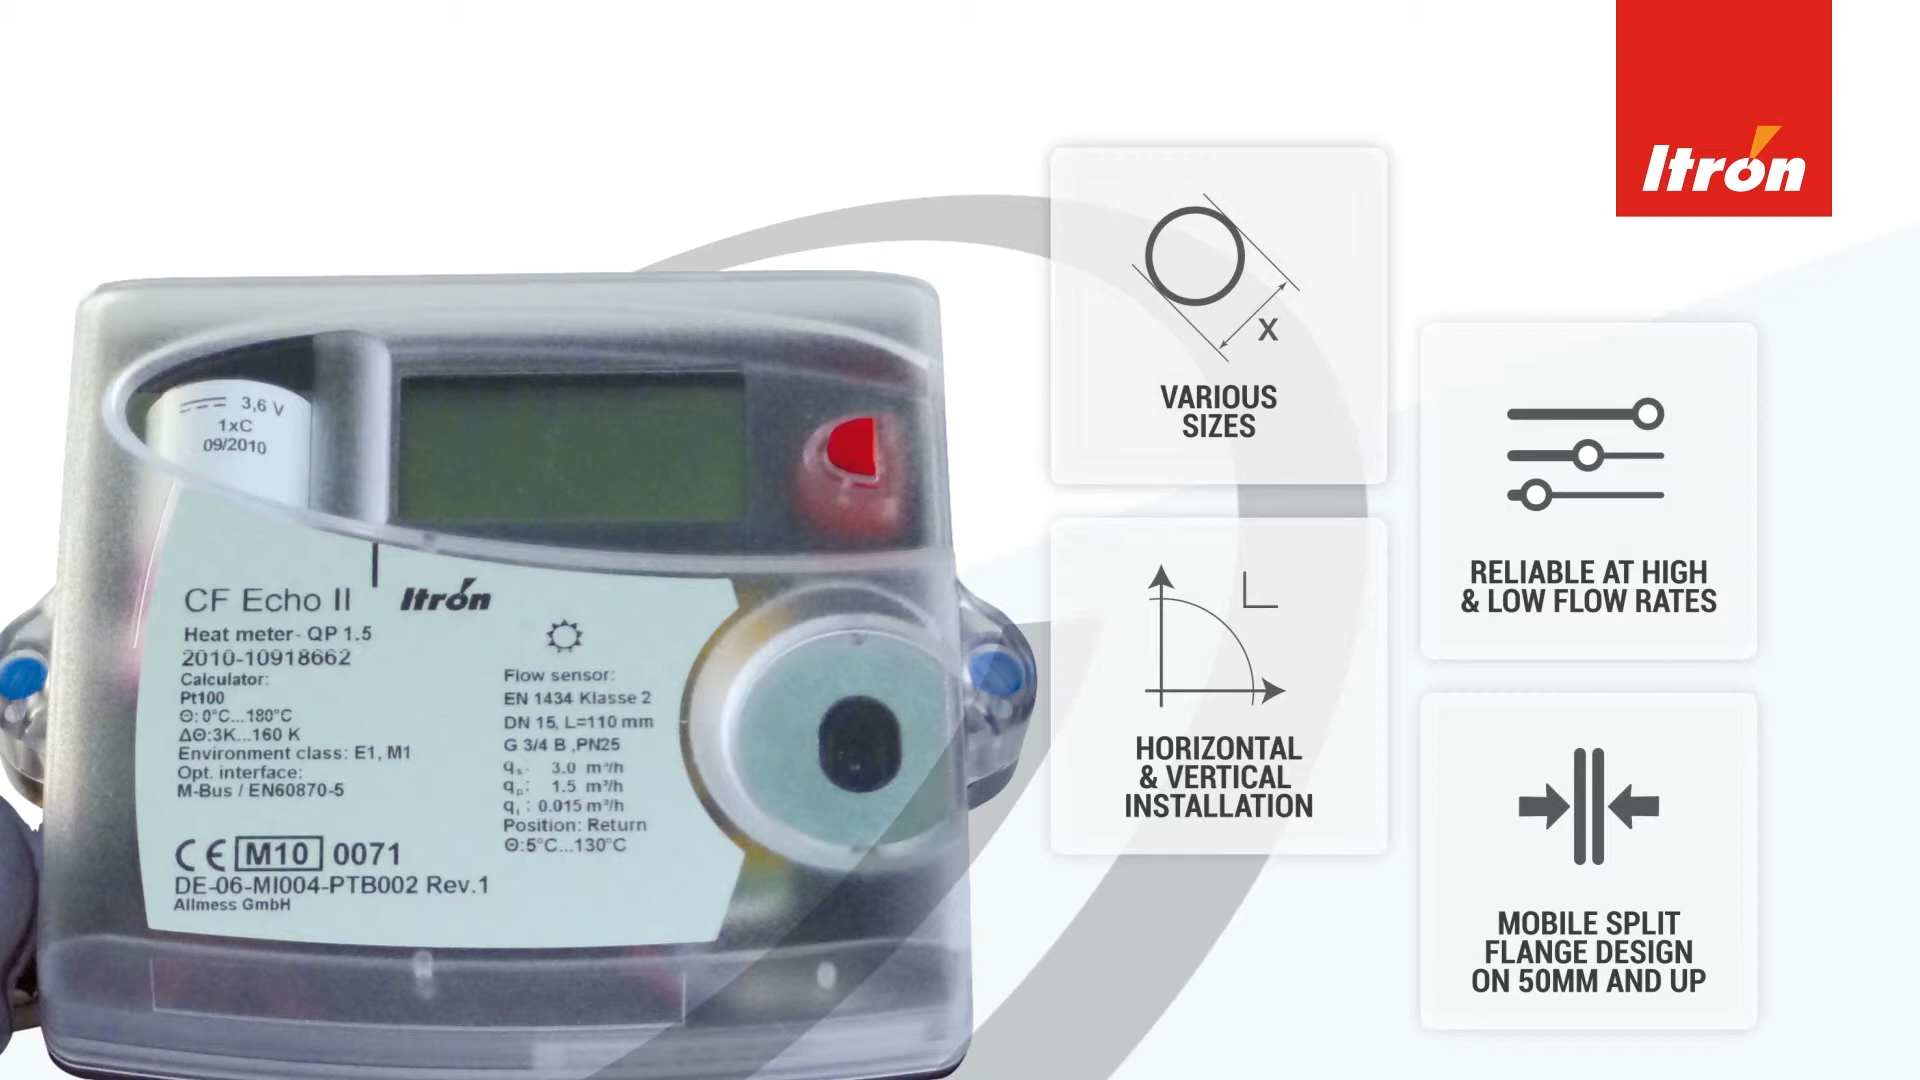 Itrón
3,6 V
1xC
09/2010
CF Echo II
Itrón
Heat meter- QP 1.5
2010-10918662
Calculator:
Pt100
Θ: 0°C...180°C
ΔΘ:3K...160 K
Environment class: E1, M1
Opt. interface:
M-Bus / EN60870-5
CE M10 0071
DE-06-MI004-PTB002 Rev.1
Allmess GmbH
Flow sensor:
EN 1434 Klasse 2
DN 15, L=110 mm
G 3/4 B ,PN25
qs: 3.0 m³/h
qp: 1.5 m³/h
qi : 0.015 m³/h
Position: Return
Θ:5°C...130°C
X
VARIOUS
SIZES
HORIZONTAL
& VERTICAL
INSTALLATION
RELIABLE AT HIGH
& LOW FLOW RATES
MOBILE SPLIT
FLANGE DESIGN
ON 50MM AND UP